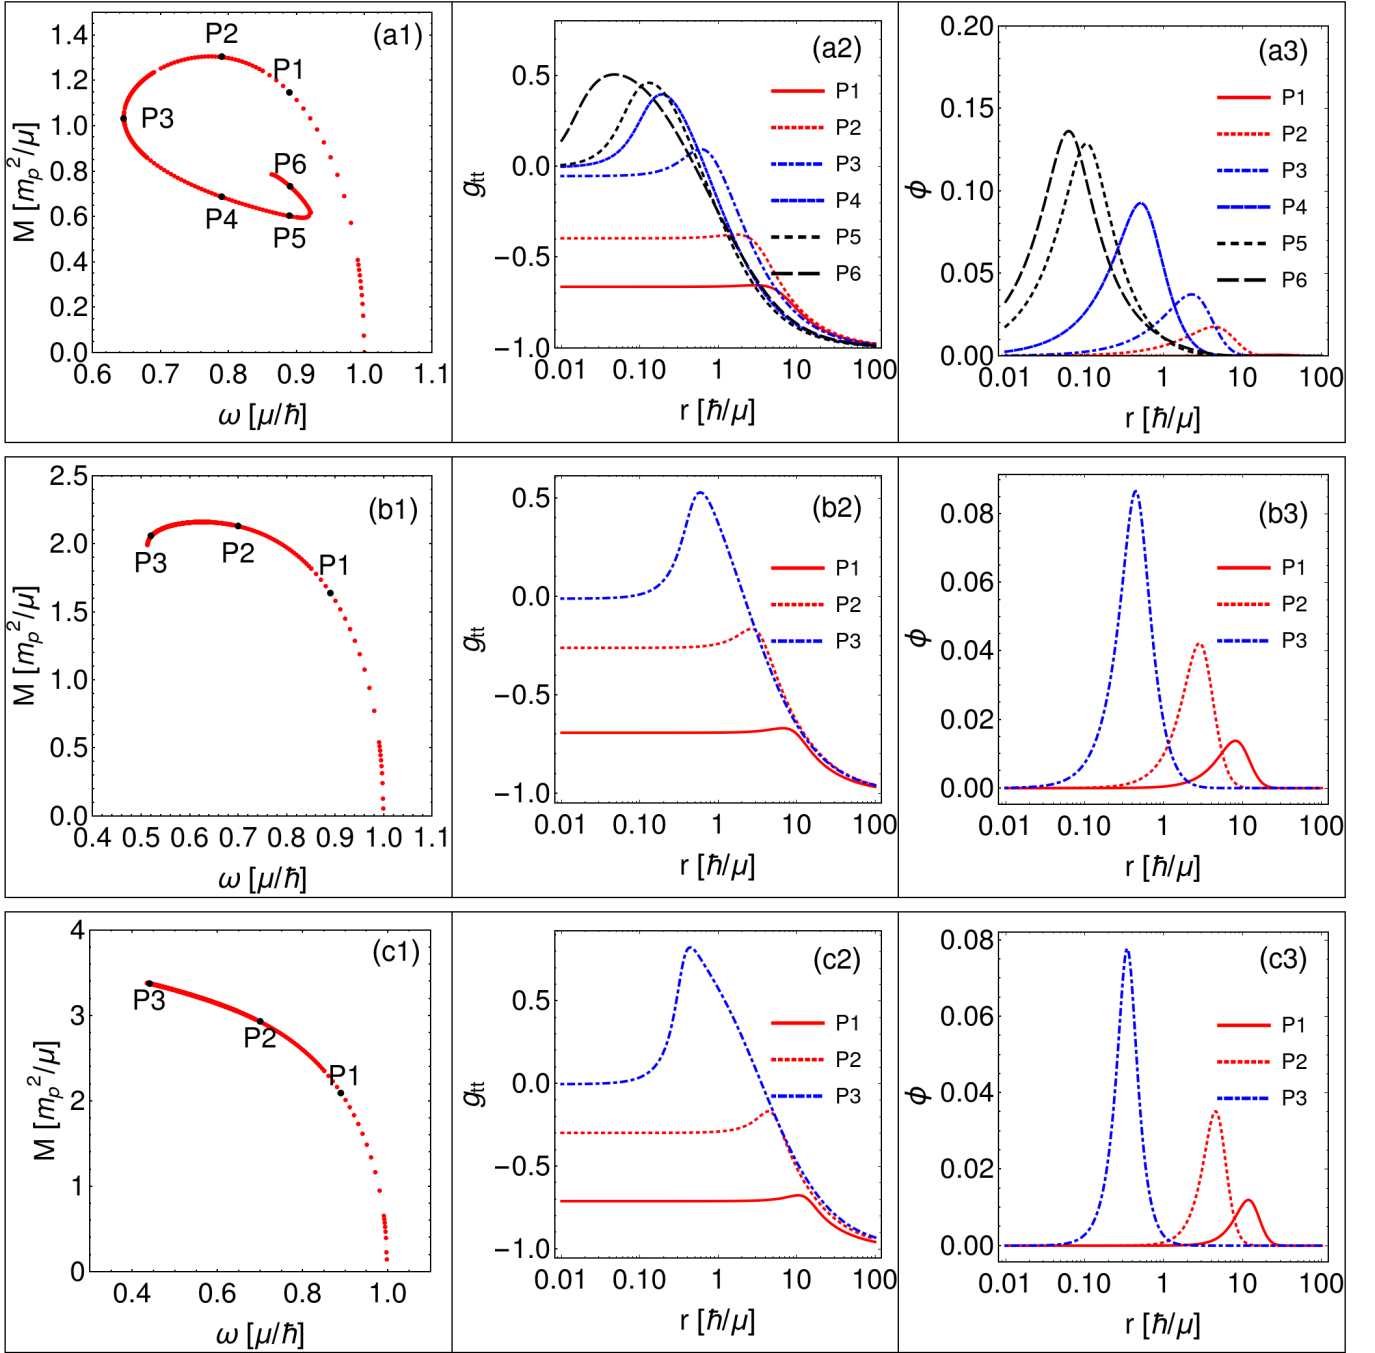 (a1)
M [mₚ²/μ]
1.4
1.2
1.0
0.8
0.6
0.4
0.2
0.0
P2
P1
P3
P6
P4
P5
0.6 0.7 0.8 0.9 1.0 1.1
ω [μ/ħ]
(a2)
g_tt
0.5
0.0
−0.5
−1.0
P1
P2
P3
P4
P5
P6
0.01 0.10 1 10 100
r [ħ/μ]
(a3)
ϕ
0.20
0.15
0.10
0.05
0.00
P1
P2
P3
P4
P5
P6
0.01 0.10 1 10 100
r [ħ/μ]
(b1)
M [mₚ²/μ]
2.5
2.0
1.5
1.0
0.5
0.0
P3
P2
P1
0.4 0.5 0.6 0.7 0.8 0.9 1.0 1.1
ω [μ/ħ]
(b2)
g_tt
0.5
0.0
−0.5
−1.0
P1
P2
P3
0.01 0.10 1 10 100
r [ħ/μ]
(b3)
ϕ
0.08
0.06
0.04
0.02
0.00
P1
P2
P3
0.01 0.10 1 10 100
r [ħ/μ]
(c1)
M [mₚ²/μ]
4
3
2
1
0
P3
P2
P1
0.4 0.6 0.8 1.0
ω [μ/ħ]
(c2)
g_tt
0.5
0.0
−0.5
−1.0
P1
P2
P3
0.01 0.10 1 10 100
r [ħ/μ]
(c3)
ϕ
0.08
0.06
0.04
0.02
0.00
P1
P2
P3
0.01 0.10 1 10 100
r [ħ/μ]